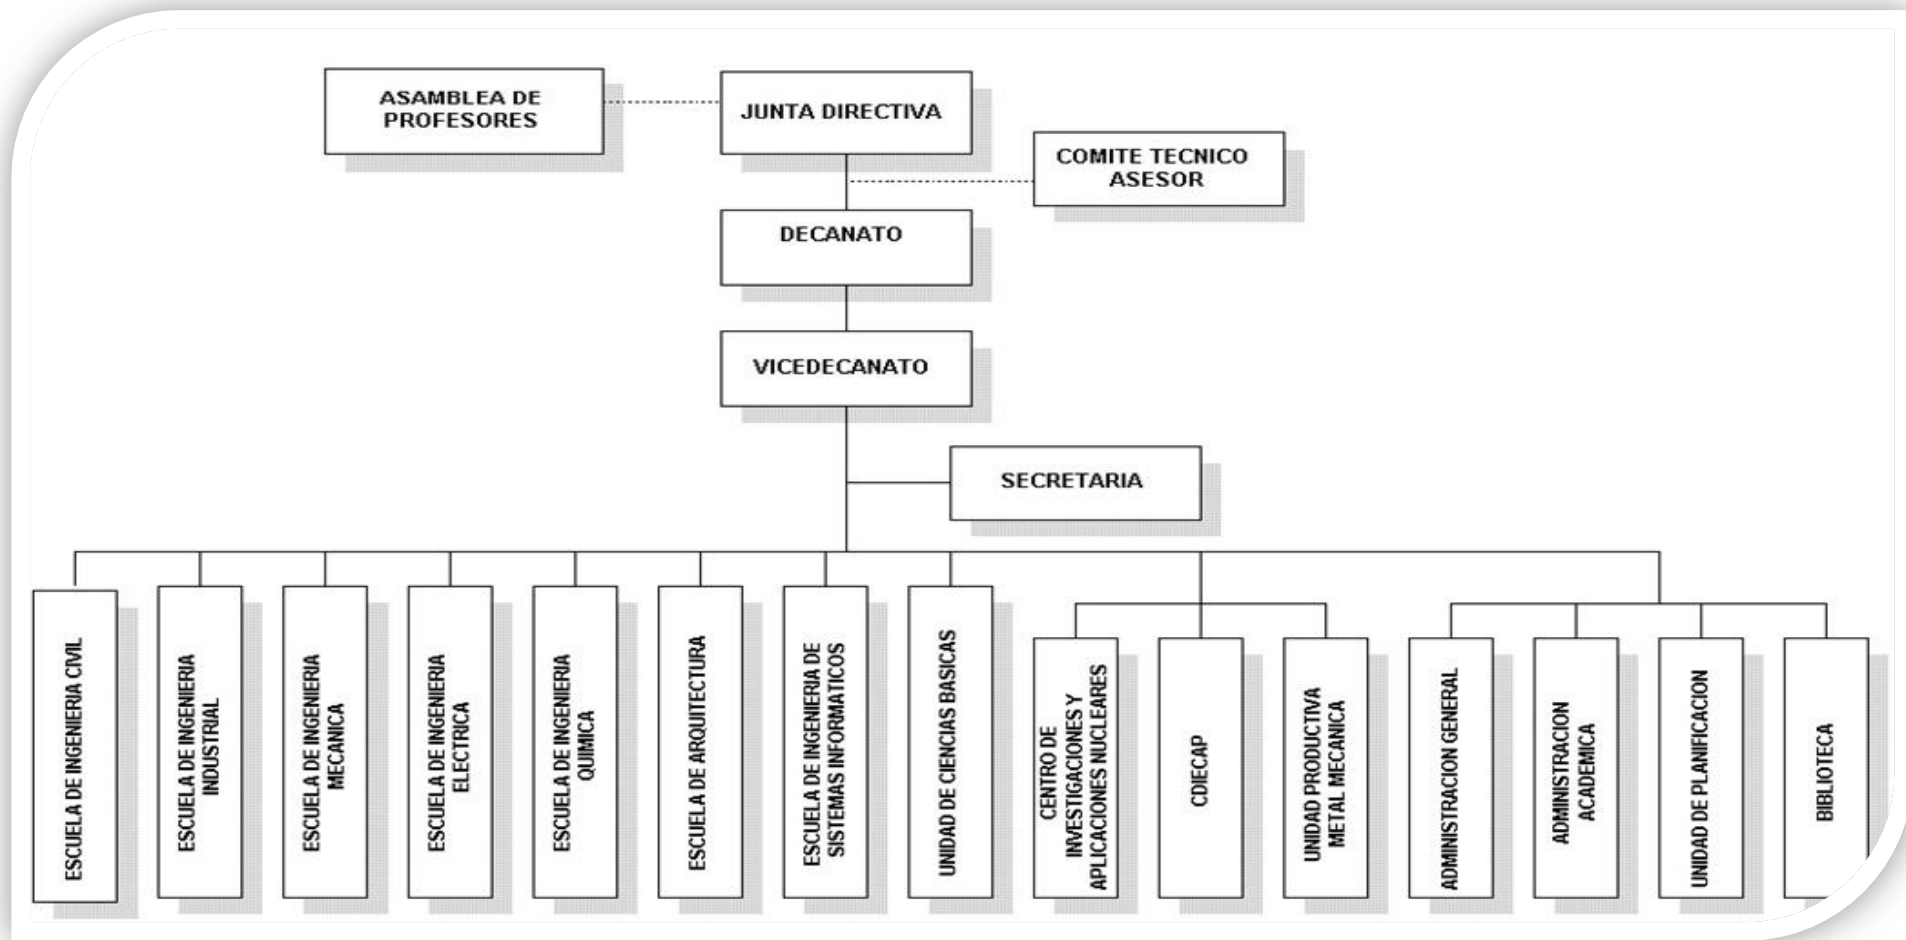 ASAMBLEA DE
PROFESORES
JUNTA DIRECTIVA
COMITE TECNICO
ASESOR
DECANATO
VICEDECANATO
SECRETARIA
ESCUELA DE INGENIERIA CIVIL
ESCUELA DE INGENIERIA
INDUSTRIAL
ESCUELA DE INGENIERIA
MECANICA
ESCUELA DE INGENIERIA
ELECTRICA
ESCUELA DE INGENIERIA
QUIMICA
ESCUELA DE ARQUITECTURA
ESCUELA DE INGENIERIA DE
SISTEMAS INFORMATICOS
UNIDAD DE CIENCIAS BASICAS
CENTRO DE
INVESTIGACIONES Y
APLICACIONES NUCLEARES
CDIECAP
UNIDAD PRODUCTIVA
METAL MECANICA
ADMINISTRACION GENERAL
ADMINISTRACION
ACADEMICA
UNIDAD DE PLANIFICACION
BIBLIOTECA